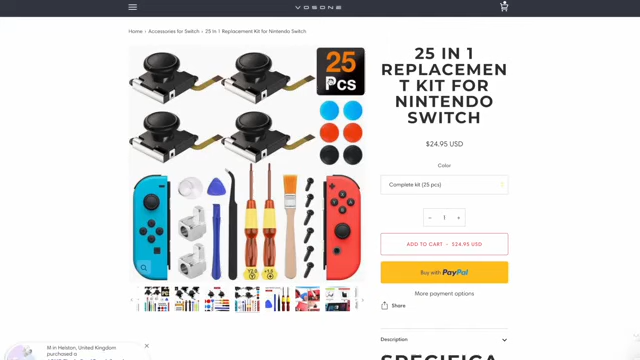 VOSONE
Home › Accessories for Switch › 25 In 1 Replacement Kit for Nintendo Switch
25
Pcs
25 IN 1
REPLACEMEN
T KIT FOR
NINTENDO
SWITCH
$24.95 USD
Color
Complete kit (25 pcs)
− 1 +
ADD TO CART • $24.95 USD
Buy with PayPal
More payment options
Share
Description
SPECIFICA
M in Heiston, United Kingdom
purchased a